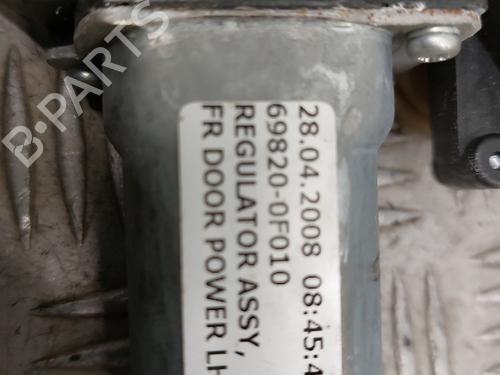 B-PARTS
28.04.2008 08:45:4
69820-0F010
REGULATOR ASSY,
FR DOOR POWER LH